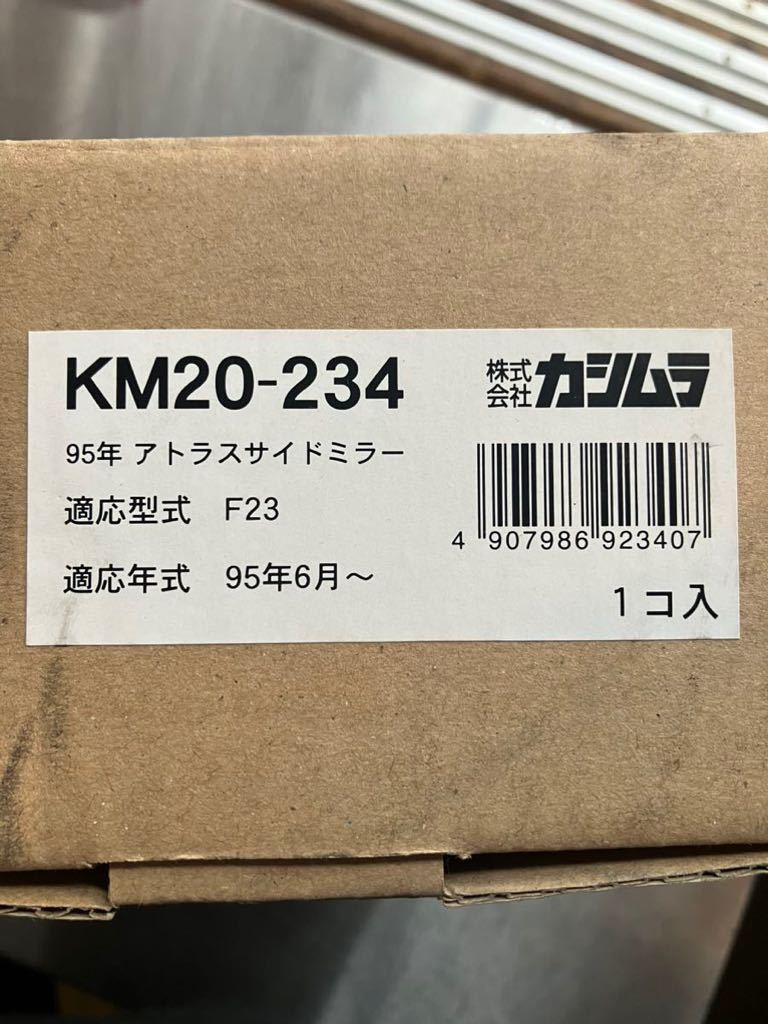 KM20-234
株式会社 カシムラ
95年 アトラスサイドミラー
適応型式 F23
適応年式 95年6月～
4 907986 923407
1コ入